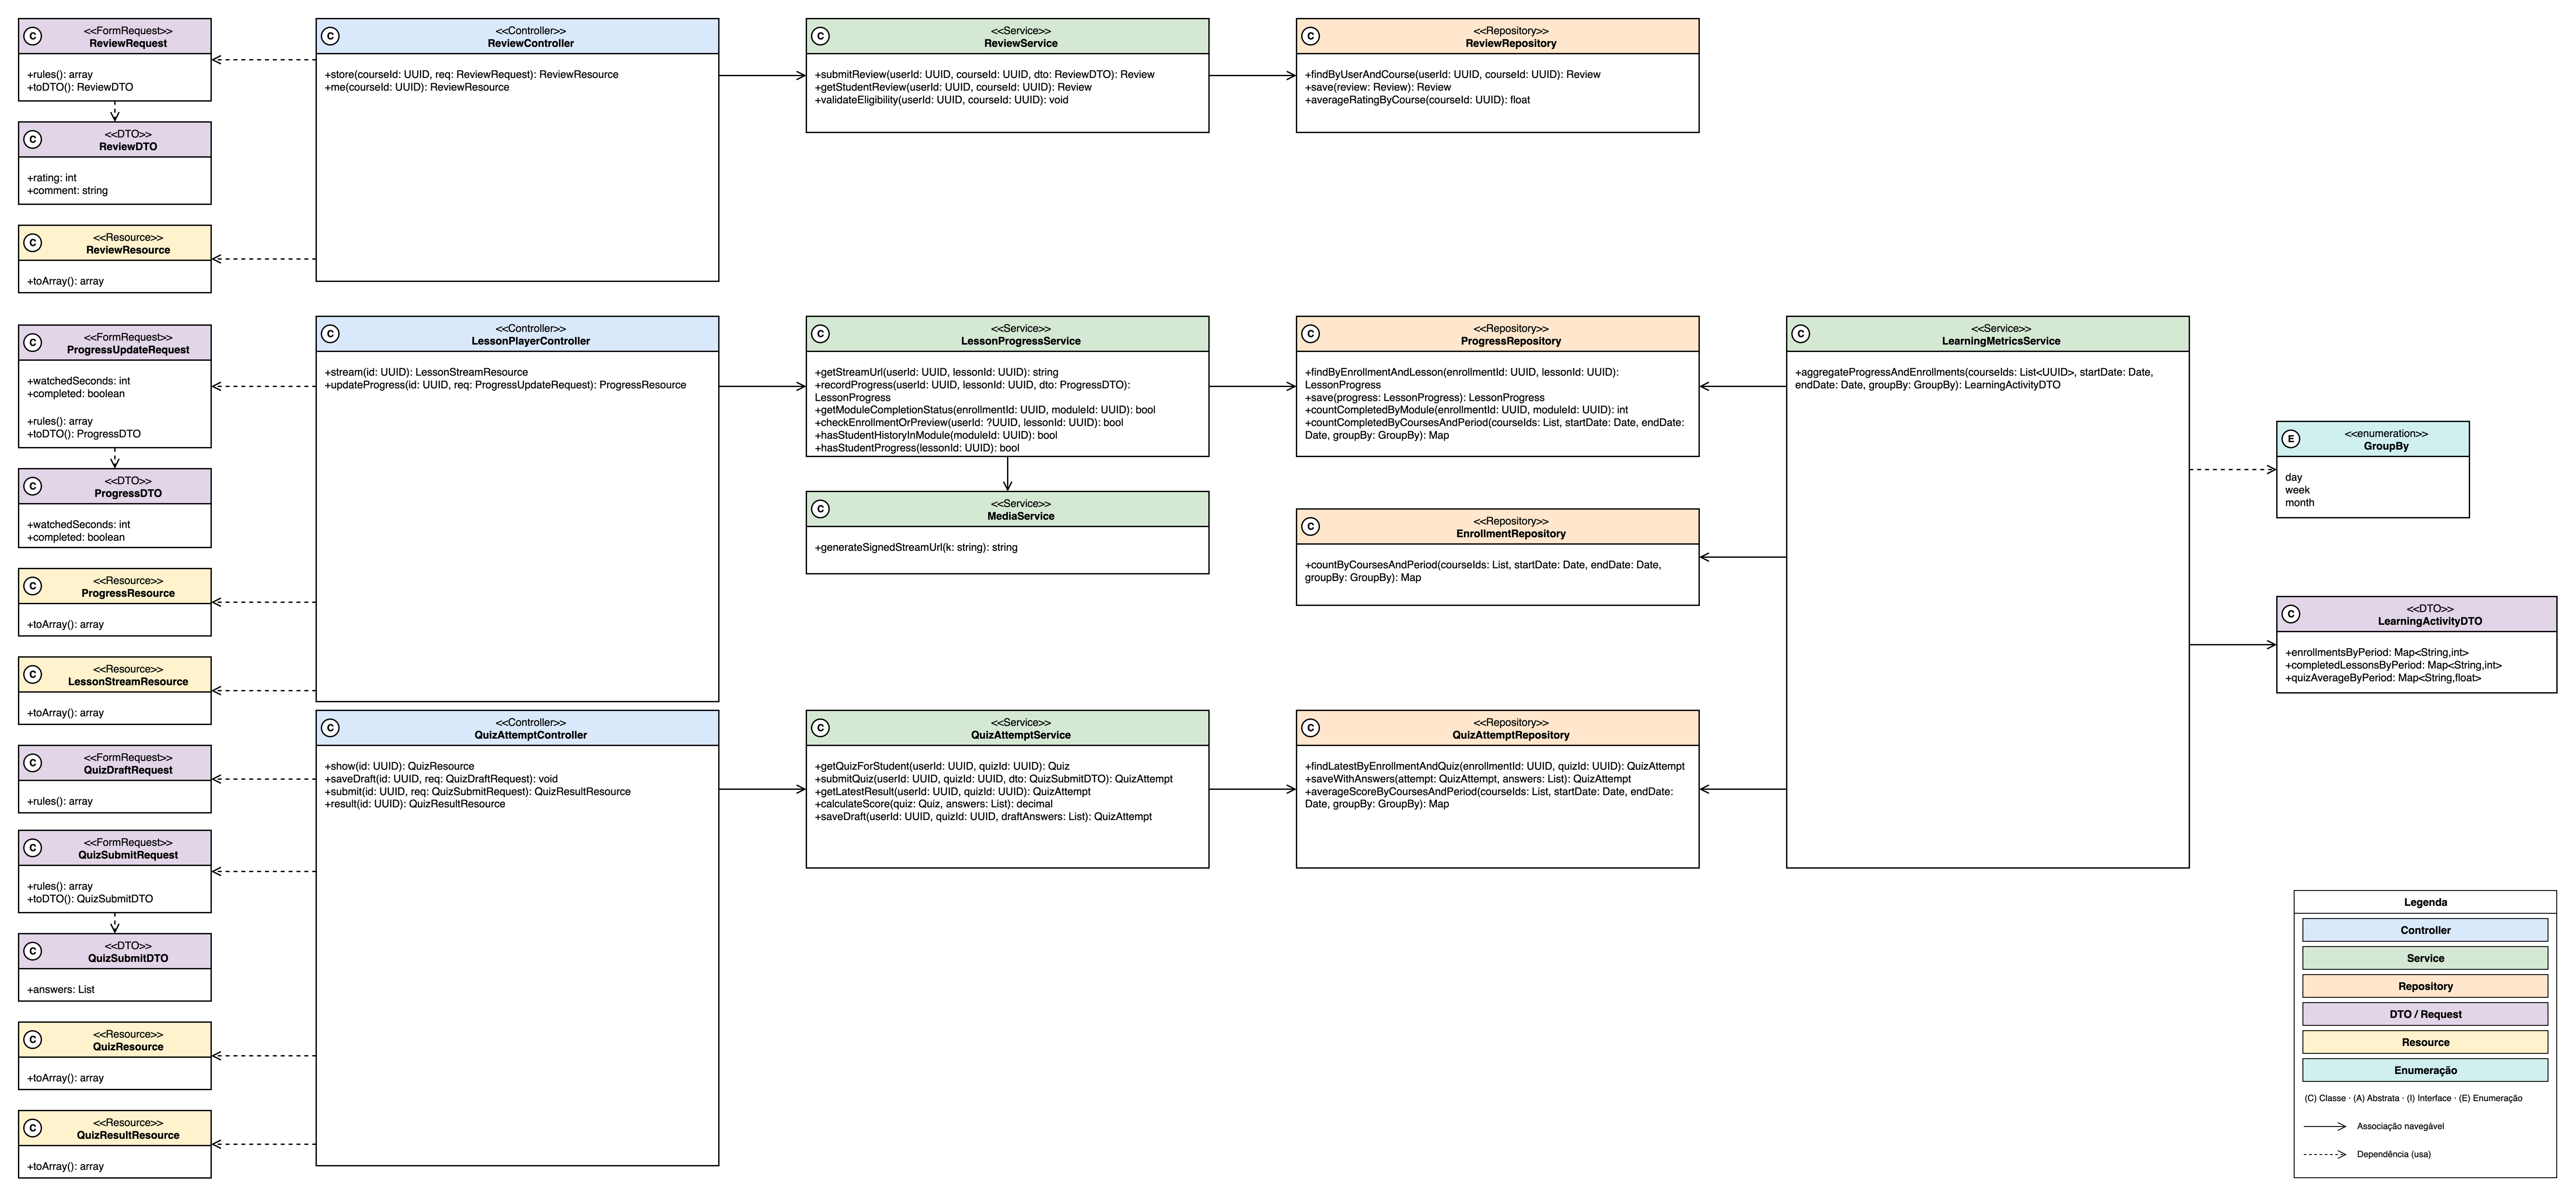 C
<<FormRequest>>
ReviewRequest
+rules(): array
+toDTO(): ReviewDTO
C
<<DTO>>
ReviewDTO
+rating: int
+comment: string
C
<<Resource>>
ReviewResource
+toArray(): array
C
<<Controller>>
ReviewController
+store(courseId: UUID, req: ReviewRequest): ReviewResource
+me(courseId: UUID): ReviewResource
C
<<Service>>
ReviewService
+submitReview(userId: UUID, courseId: UUID, dto: ReviewDTO): Review
+getStudentReview(userId: UUID, courseId: UUID): Review
+validateEligibility(userId: UUID, courseId: UUID): void
C
<<Repository>>
ReviewRepository
+findByUserAndCourse(userId: UUID, courseId: UUID): Review
+save(review: Review): Review
+averageRatingByCourse(courseId: UUID): float
C
<<FormRequest>>
ProgressUpdateRequest
+watchedSeconds: int
+completed: boolean
+rules(): array
+toDTO(): ProgressDTO
C
<<DTO>>
ProgressDTO
+watchedSeconds: int
+completed: boolean
C
<<Resource>>
ProgressResource
+toArray(): array
C
<<Resource>>
LessonStreamResource
+toArray(): array
C
<<Controller>>
LessonPlayerController
+stream(id: UUID): LessonStreamResource
+updateProgress(id: UUID, req: ProgressUpdateRequest): ProgressResource
C
<<Service>>
LessonProgressService
+getStreamUrl(userId: UUID, lessonId: UUID): string
+recordProgress(userId: UUID, lessonId: UUID, dto: ProgressDTO):
LessonProgress
+getModuleCompletionStatus(enrollmentId: UUID, moduleId: UUID): bool
+checkEnrollmentOrPreview(userId: ?UUID, lessonId: UUID): bool
+hasStudentHistoryInModule(moduleId: UUID): bool
+hasStudentProgress(lessonId: UUID): bool
C
<<Service>>
MediaService
+generateSignedStreamUrl(k: string): string
C
<<Repository>>
ProgressRepository
+findByEnrollmentAndLesson(enrollmentId: UUID, lessonId: UUID):
LessonProgress
+save(progress: LessonProgress): LessonProgress
+countCompletedByModule(enrollmentId: UUID, moduleId: UUID): int
+countCompletedByCoursesAndPeriod(courseIds: List, startDate: Date, endDate:
Date, groupBy: GroupBy): Map
C
<<Repository>>
EnrollmentRepository
+countByCoursesAndPeriod(courseIds: List, startDate: Date, endDate: Date,
groupBy: GroupBy): Map
C
<<Service>>
LearningMetricsService
+aggregateProgressAndEnrollments(courseIds: List<UUID>, startDate: Date,
endDate: Date, groupBy: GroupBy): LearningActivityDTO
E
<<enumeration>>
GroupBy
day
week
month
C
<<DTO>>
LearningActivityDTO
+enrollmentsByPeriod: Map<String,int>
+completedLessonsByPeriod: Map<String,int>
+quizAverageByPeriod: Map<String,float>
C
<<FormRequest>>
QuizDraftRequest
+rules(): array
C
<<FormRequest>>
QuizSubmitRequest
+rules(): array
+toDTO(): QuizSubmitDTO
C
<<DTO>>
QuizSubmitDTO
+answers: List
C
<<Resource>>
QuizResource
+toArray(): array
C
<<Resource>>
QuizResultResource
+toArray(): array
C
<<Controller>>
QuizAttemptController
+show(id: UUID): QuizResource
+saveDraft(id: UUID, req: QuizDraftRequest): void
+submit(id: UUID, req: QuizSubmitRequest): QuizResultResource
+result(id: UUID): QuizResultResource
C
<<Service>>
QuizAttemptService
+getQuizForStudent(userId: UUID, quizId: UUID): Quiz
+submitQuiz(userId: UUID, quizId: UUID, dto: QuizSubmitDTO): QuizAttempt
+getLatestResult(userId: UUID, quizId: UUID): QuizAttempt
+calculateScore(quiz: Quiz, answers: List): decimal
+saveDraft(userId: UUID, quizId: UUID, draftAnswers: List): QuizAttempt
C
<<Repository>>
QuizAttemptRepository
+findLatestByEnrollmentAndQuiz(enrollmentId: UUID, quizId: UUID): QuizAttempt
+saveWithAnswers(attempt: QuizAttempt, answers: List): QuizAttempt
+averageScoreByCoursesAndPeriod(courseIds: List, startDate: Date, endDate:
Date, groupBy: GroupBy): Map
Legenda
Controller
Service
Repository
DTO / Request
Resource
Enumeração
(C) Classe · (A) Abstrata · (I) Interface · (E) Enumeração
Associação navegável
Dependência (usa)